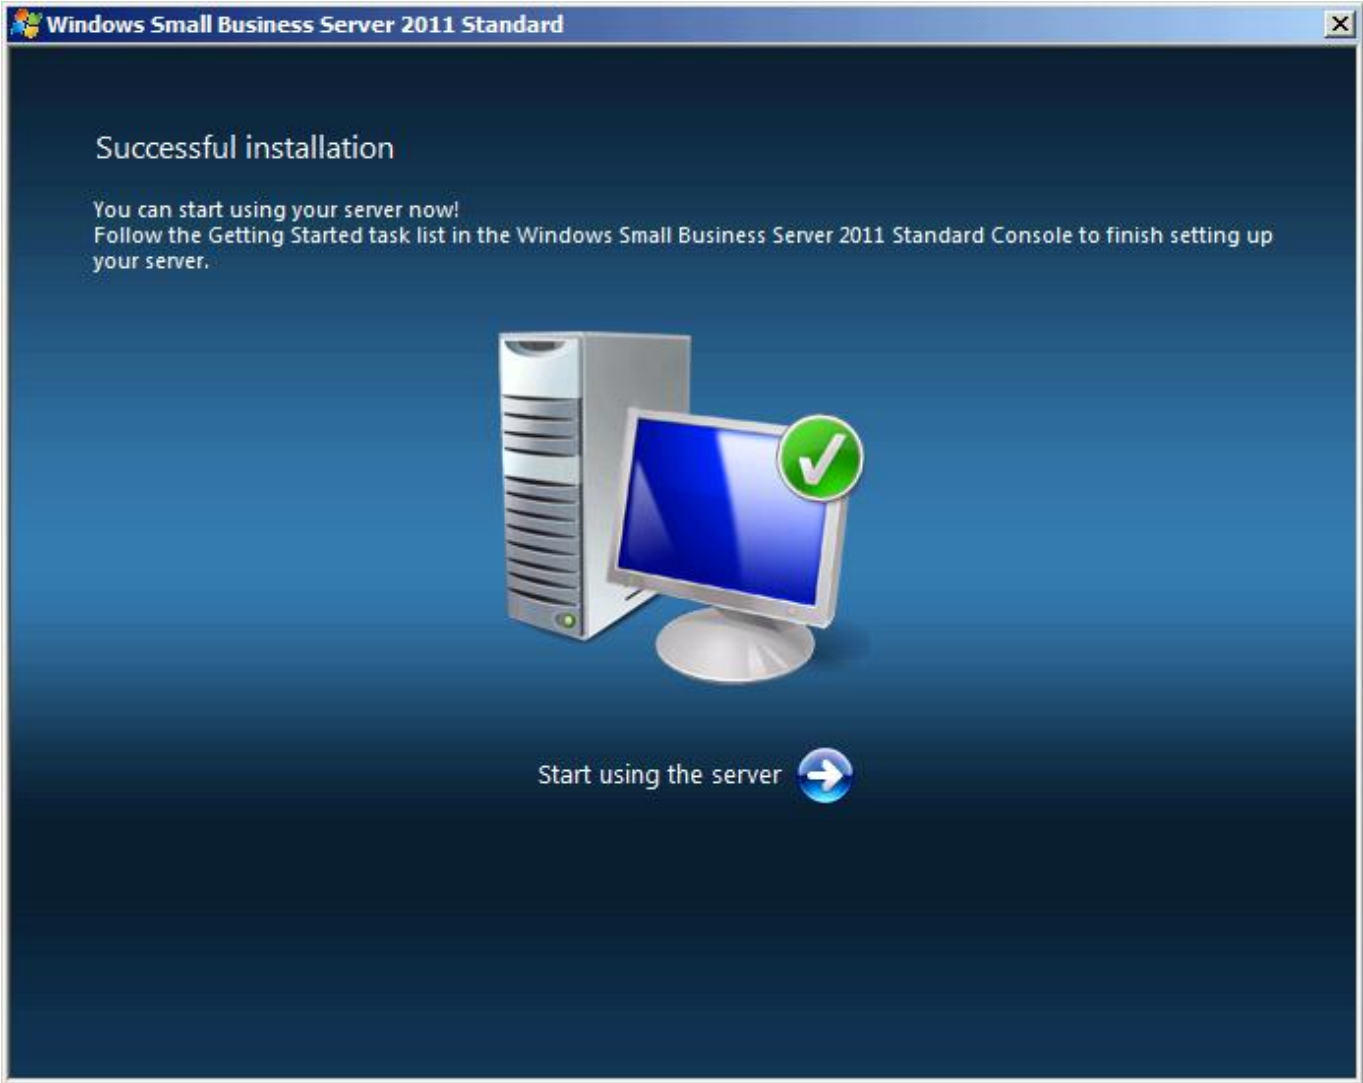 Windows Small Business Server 2011 Standard
Successful installation
You can start using your server now!
Follow the Getting Started task list in the Windows Small Business Server 2011 Standard Console to finish setting up
your server.
Start using the server